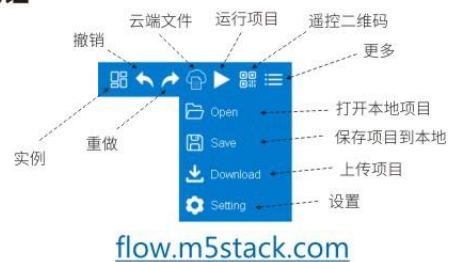 云端文件
运行项目
遥控二维码
撤销
更多
实例
重做
Open
打开本地项目
Save
保存项目到本地
Download
上传项目
Setting
设置
flow.m5stack.com